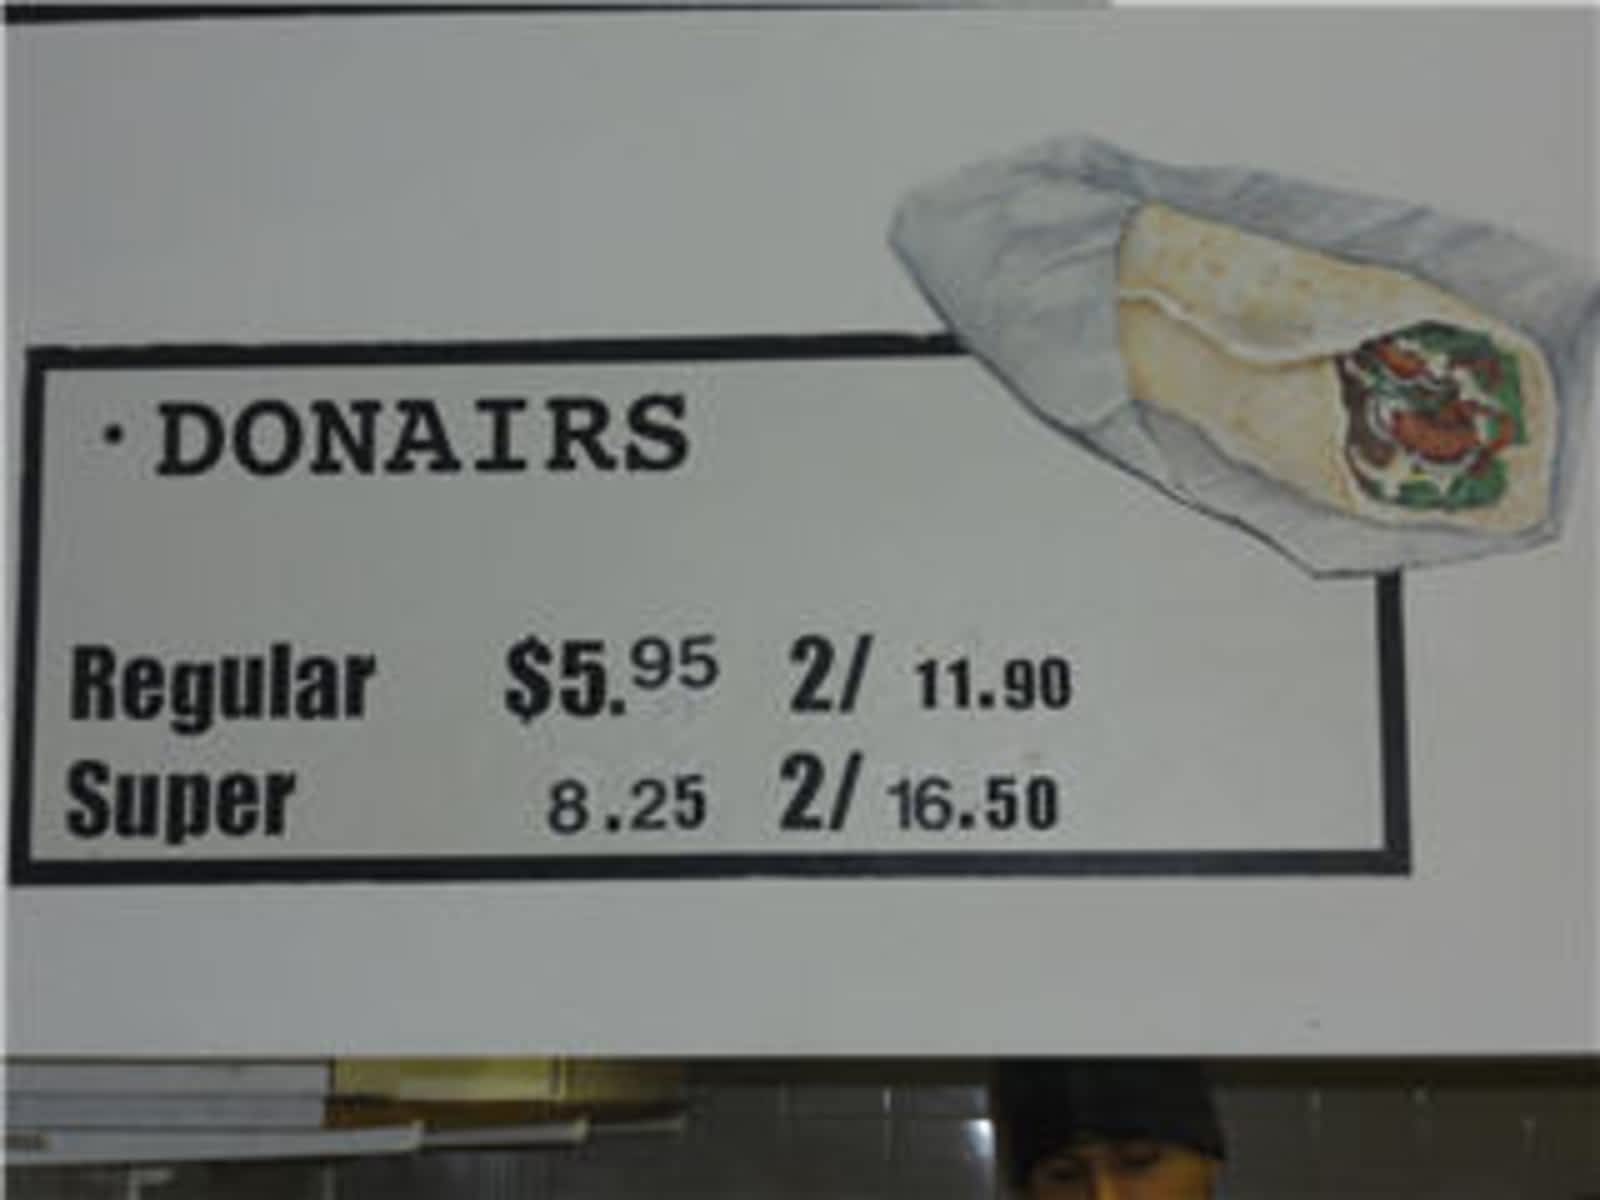 · DONAIRS
Regular $5.95 2/ 11.90
Super 8.25 2/ 16.50